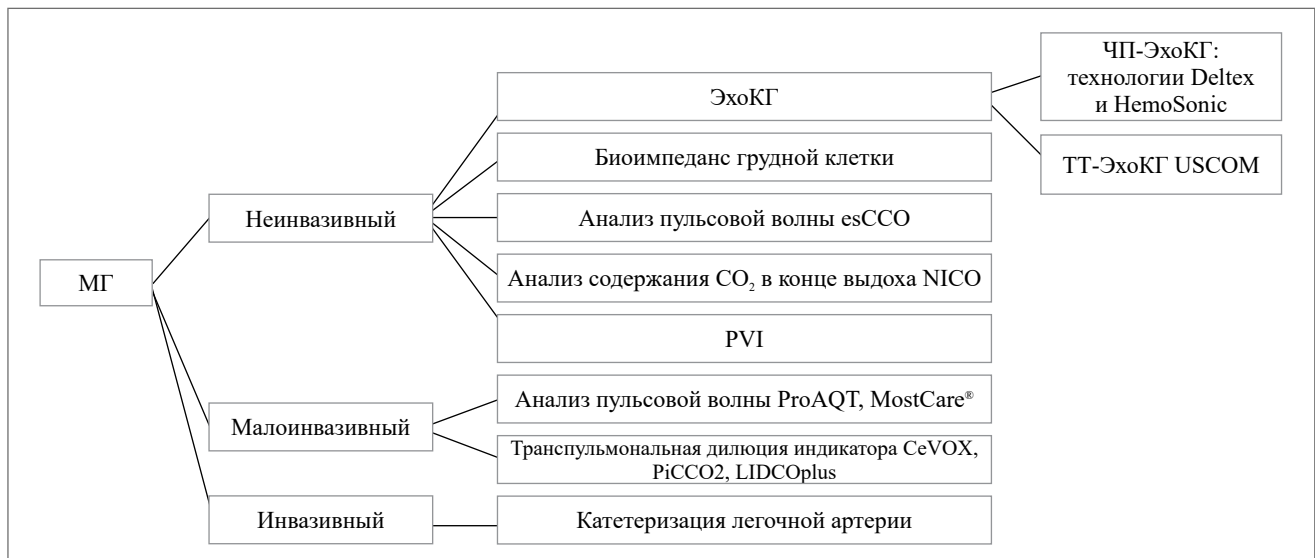 МГ
Неинвазивный
ЭхоКГ
ЧП-ЭхоКГ:
технологии Deltex
и HemoSonic
ТТ-ЭхоКГ USCOM
Биоимпеданс грудной клетки
Анализ пульсовой волны esCCO
Анализ содержания CO₂ в конце выдоха NICO
PVI
Малоинвазивный
Анализ пульсовой волны ProAQT, MostCare®
Транспульмональная дилюция индикатора CeVOX,
PiCCO2, LIDCOplus
Инвазивный
Катетеризация легочной артерии